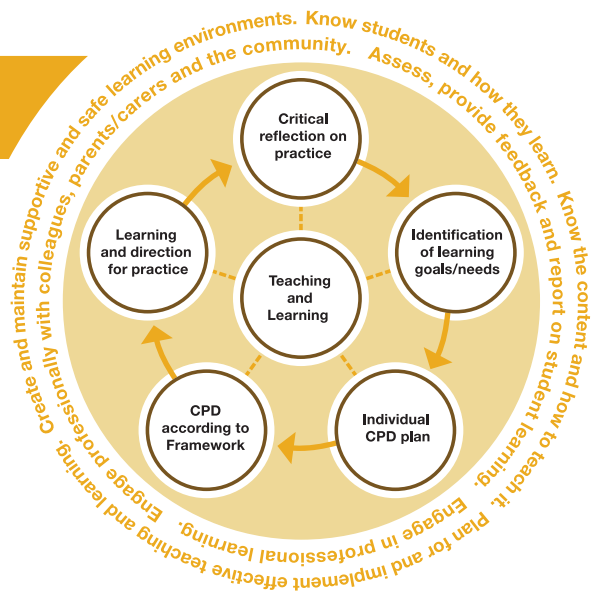 Create and maintain supportive and safe learning environments. Know students and how they learn. Know the content and how to teach it. Plan for and implement effective teaching and learning.
Engage professionally with colleagues, parents/carers and the community. Assess, provide feedback and report on student learning. Engage in professional learning.
Critical
reflection on
practice
Identification
of learning
goals/needs
Individual
CPD plan
CPD
according to
Framework
Learning
and direction
for practice
Teaching
and
Learning